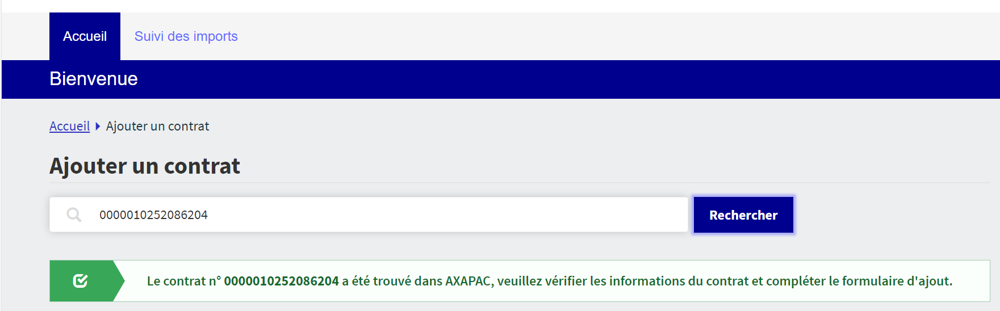 Accueil Suivi des imports
Bienvenue
Accueil Ajouter un contrat
Ajouter un contrat
0000010252086204 Rechercher
Le contrat n° 0000010252086204 a été trouvé dans AXAPAC, veuillez vérifier les informations du contrat et compléter le formulaire d'ajout.